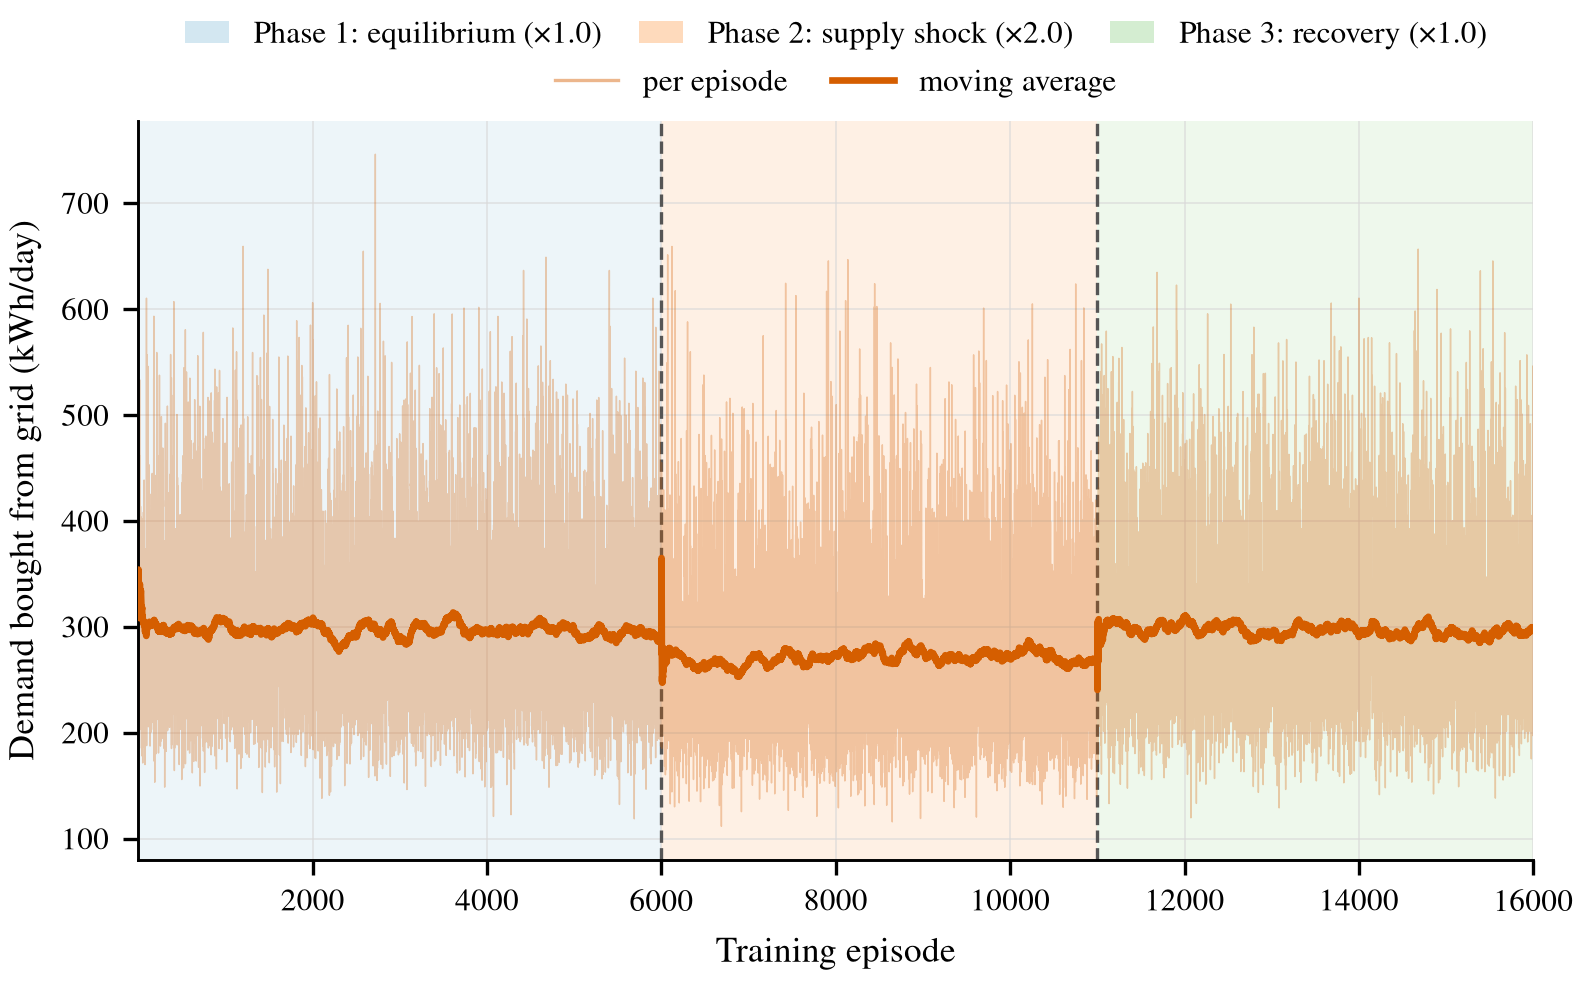 Phase 1: equilibrium (×1.0) Phase 2: supply shock (×2.0) Phase 3: recovery (×1.0)
per episode moving average
Demand bought from grid (kWh/day)
700
600
500
400
300
200
100
2000 4000 6000 8000 10000 12000 14000 16000
Training episode